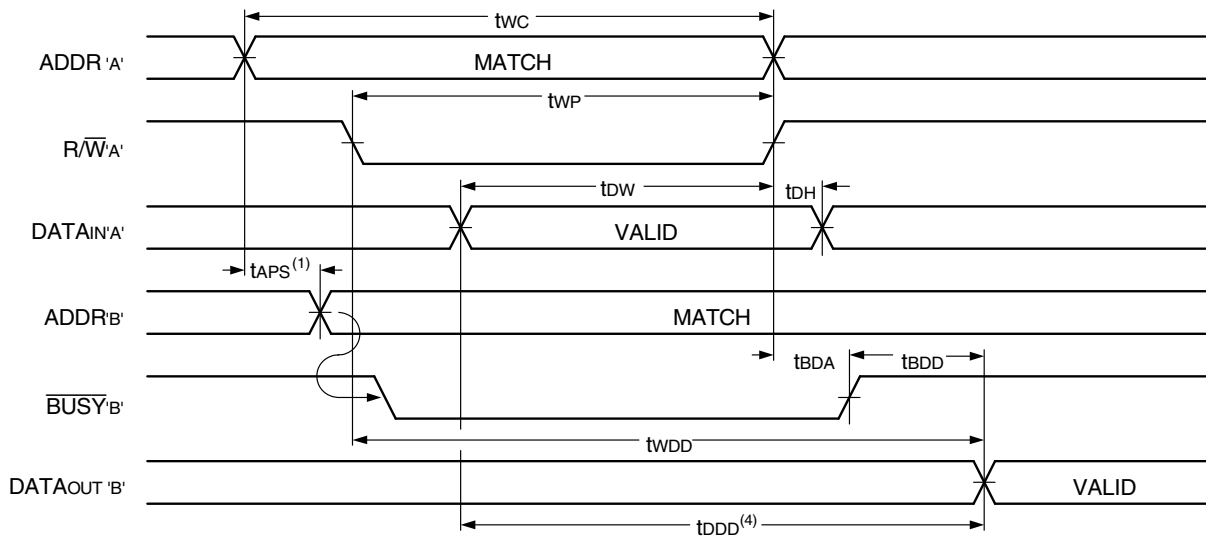 tWC
ADDR 'A'
MATCH
tWP
R/W̅'A'
tDW
tDH
DATAIN'A'
VALID
tAPS(1)
ADDR'B'
MATCH
tBDA
tBDD
B̅U̅S̅Y̅'B'
tWDD
DATAOUT 'B'
VALID
tDDD(4)